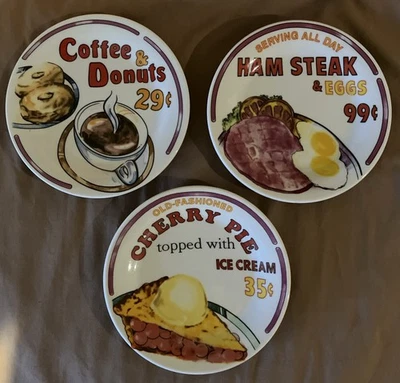 Coffee &
Donuts
29¢
SERVING ALL DAY
HAM STEAK
& EGGS
99¢
OLD-FASHIONED
CHERRY PIE
topped with
ICE CREAM
35¢